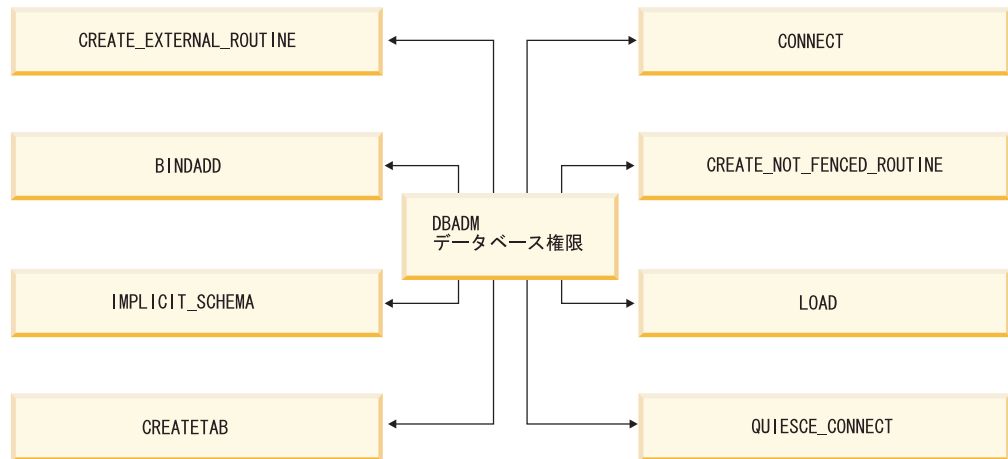 CREATE_EXTERNAL_ROUTINE
CONNECT
BINDADD
CREATE_NOT_FENCED_ROUTINE
DBADM
データベース権限
IMPLICIT_SCHEMA
LOAD
CREATETAB
QUIESCE_CONNECT